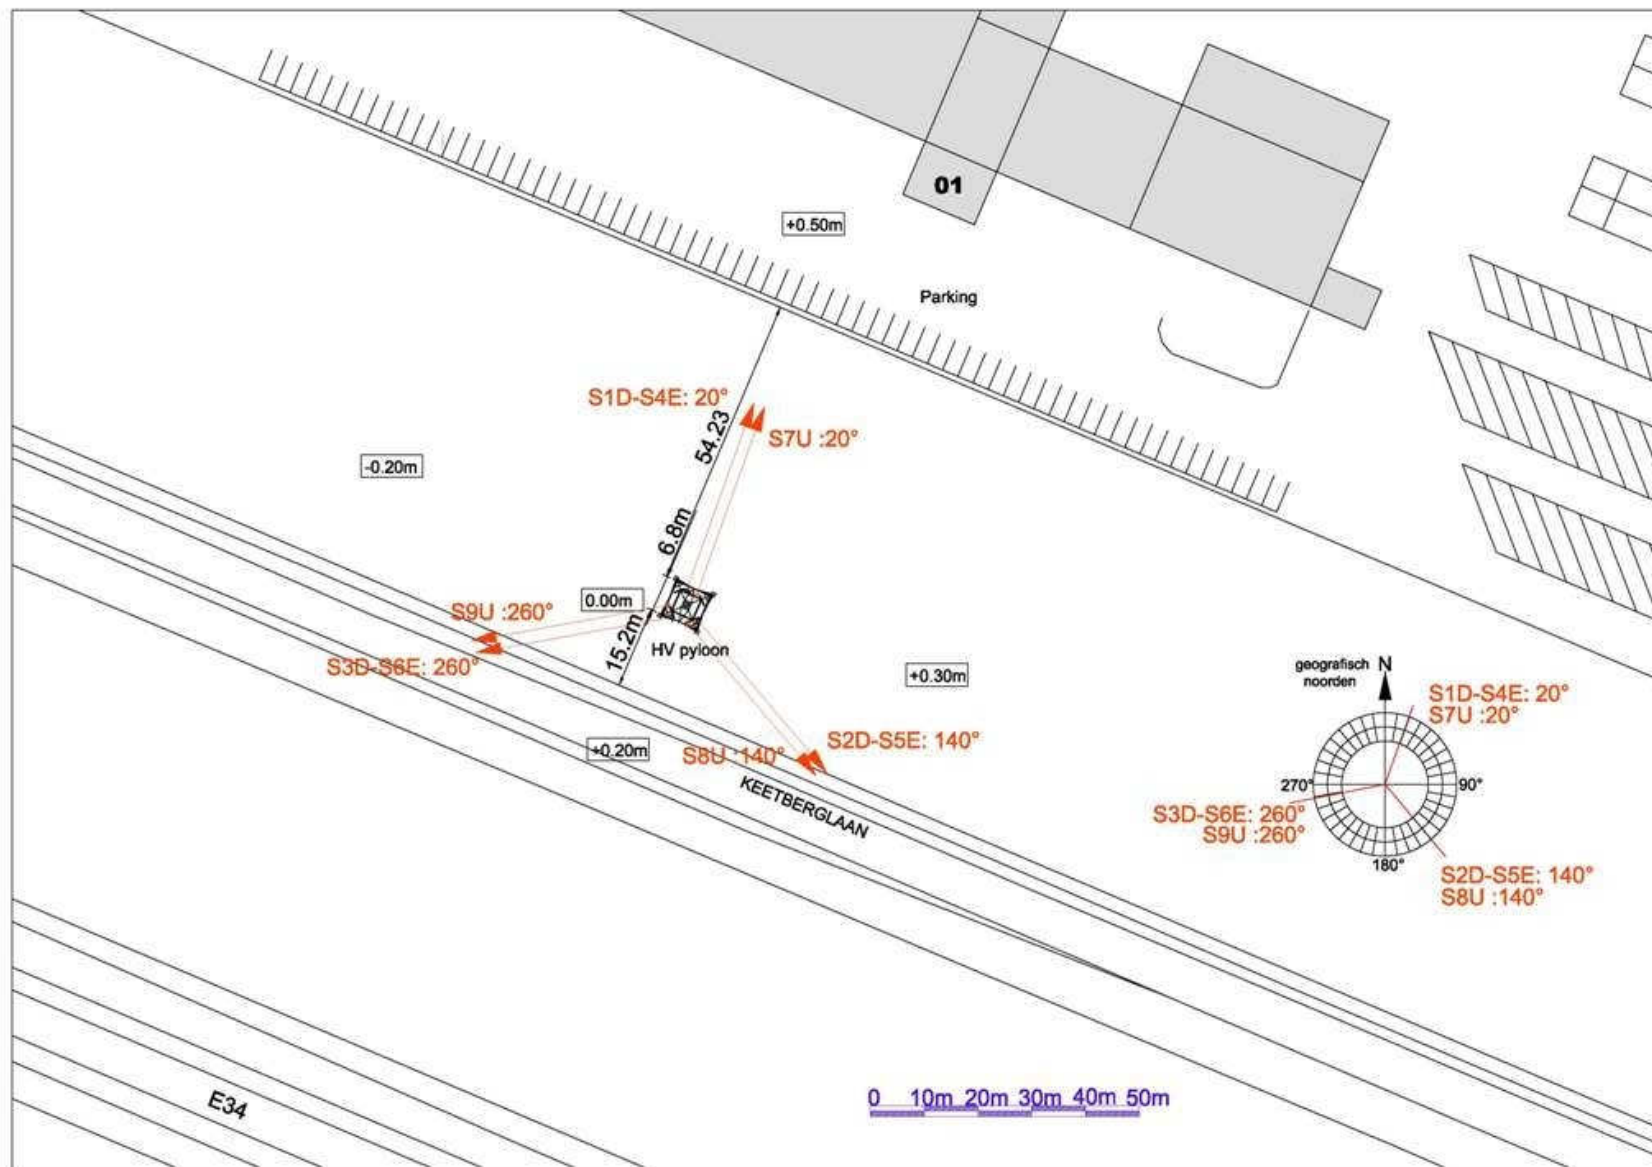 01
+0.50m
Parking
S1D-S4E: 20°
S7U :20°
54.23
-0.20m
6.8m
0.00m
S9U :260°
15.2m
HV pyloon
S3D-S6E: 260°
+0.30m
geografisch
noorden
N
S1D-S4E: 20°
S7U :20°
270°
90°
S3D-S6E: 260°
S9U :260°
180°
S2D-S5E: 140°
S8U :140°
+0.20m
S8U :140°
S2D-S5E: 140°
KEETBERGLAAN
E34
0 10m 20m 30m 40m 50m